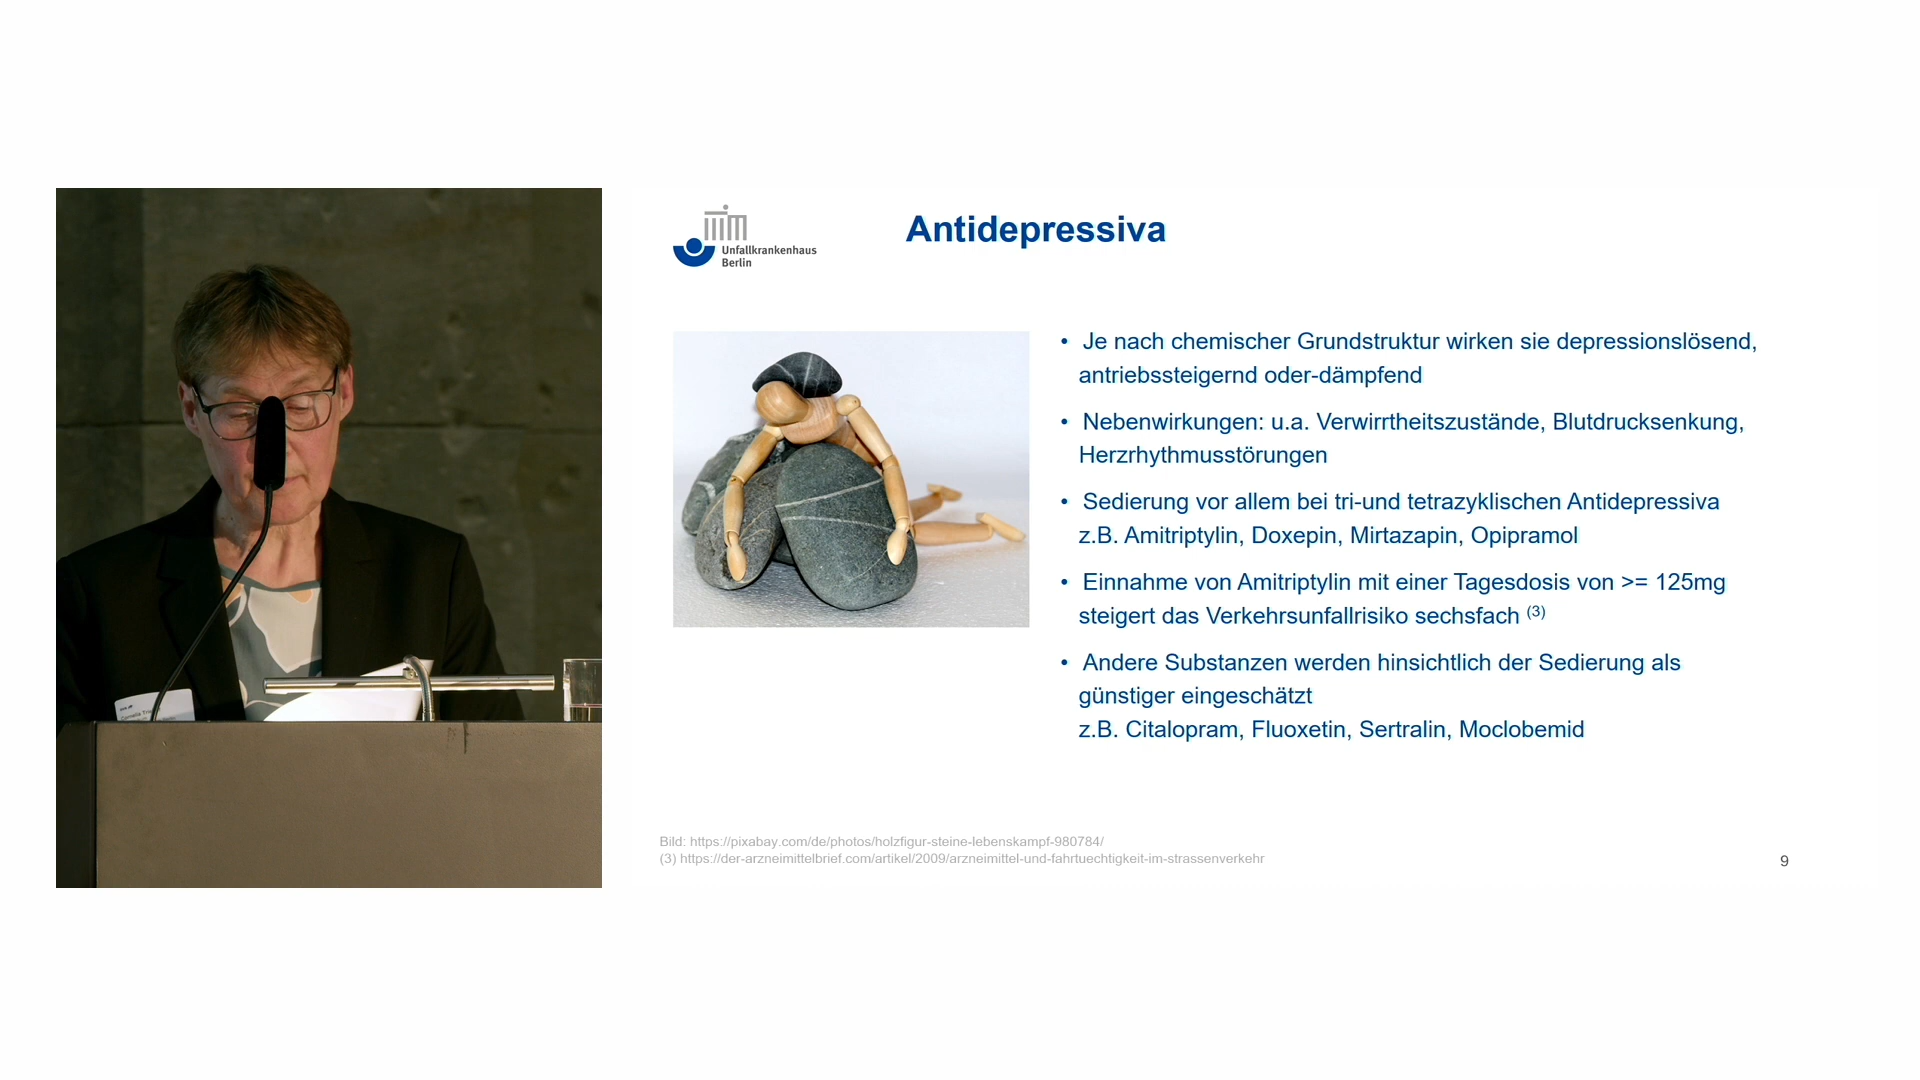 Unfallkrankenhaus
Berlin
Antidepressiva
• Je nach chemischer Grundstruktur wirken sie depressionslösend,
antriebssteigernd oder-dämpfend
• Nebenwirkungen: u.a. Verwirrtheitszustände, Blutdrucksenkung,
Herzrhythmusstörungen
• Sedierung vor allem bei tri-und tetrazyklischen Antidepressiva
z.B. Amitriptylin, Doxepin, Mirtazapin, Opipramol
• Einnahme von Amitriptylin mit einer Tagesdosis von >= 125mg
steigert das Verkehrsunfallrisiko sechsfach (3)
• Andere Substanzen werden hinsichtlich der Sedierung als
günstiger eingeschätzt
z.B. Citalopram, Fluoxetin, Sertralin, Moclobemid
Bild: https://pixabay.com/de/photos/holzfigur-steine-lebenskampf-980784/
(3) https://der-arzneimittelbrief.com/artikel/2009/arzneimittel-und-fahrtuechtigkeit-im-strassenverkehr
9
Cornelia